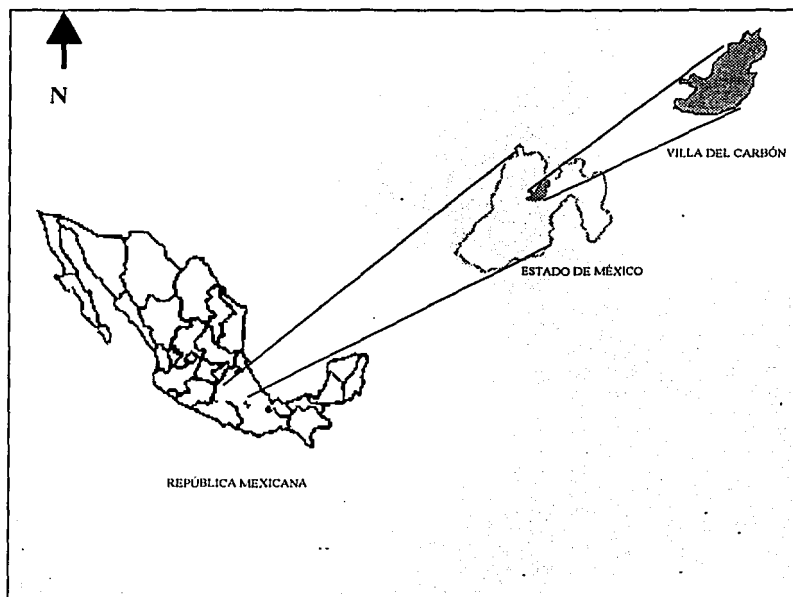 N
VILLA DEL CARBÓN
ESTADO DE MÉXICO
REPÚBLICA MEXICANA